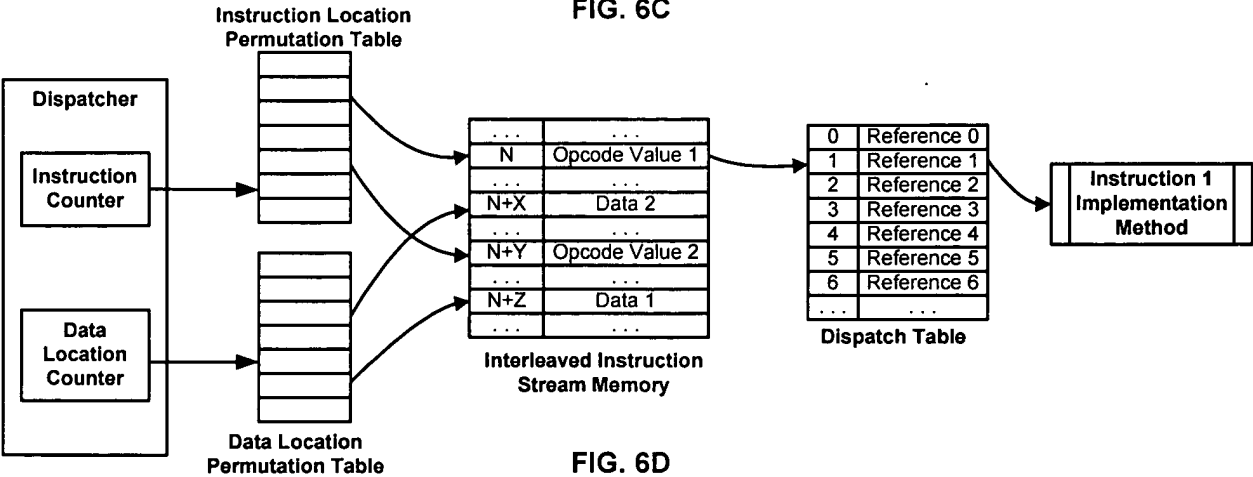 FIG. 6C
Instruction Location
Permutation Table
Dispatcher
Instruction
Counter
Data
Location
Counter
Data Location
Permutation Table
. . . . . .
N Opcode Value 1
. . . . . .
N+X Data 2
. . . . . .
N+Y Opcode Value 2
. . . . . .
N+Z Data 1
. . . . . .
Interleaved Instruction
Stream Memory
0 Reference 0
1 Reference 1
2 Reference 2
3 Reference 3
4 Reference 4
5 Reference 5
6 Reference 6
. . . . . .
Dispatch Table
Instruction 1
Implementation
Method
FIG. 6D